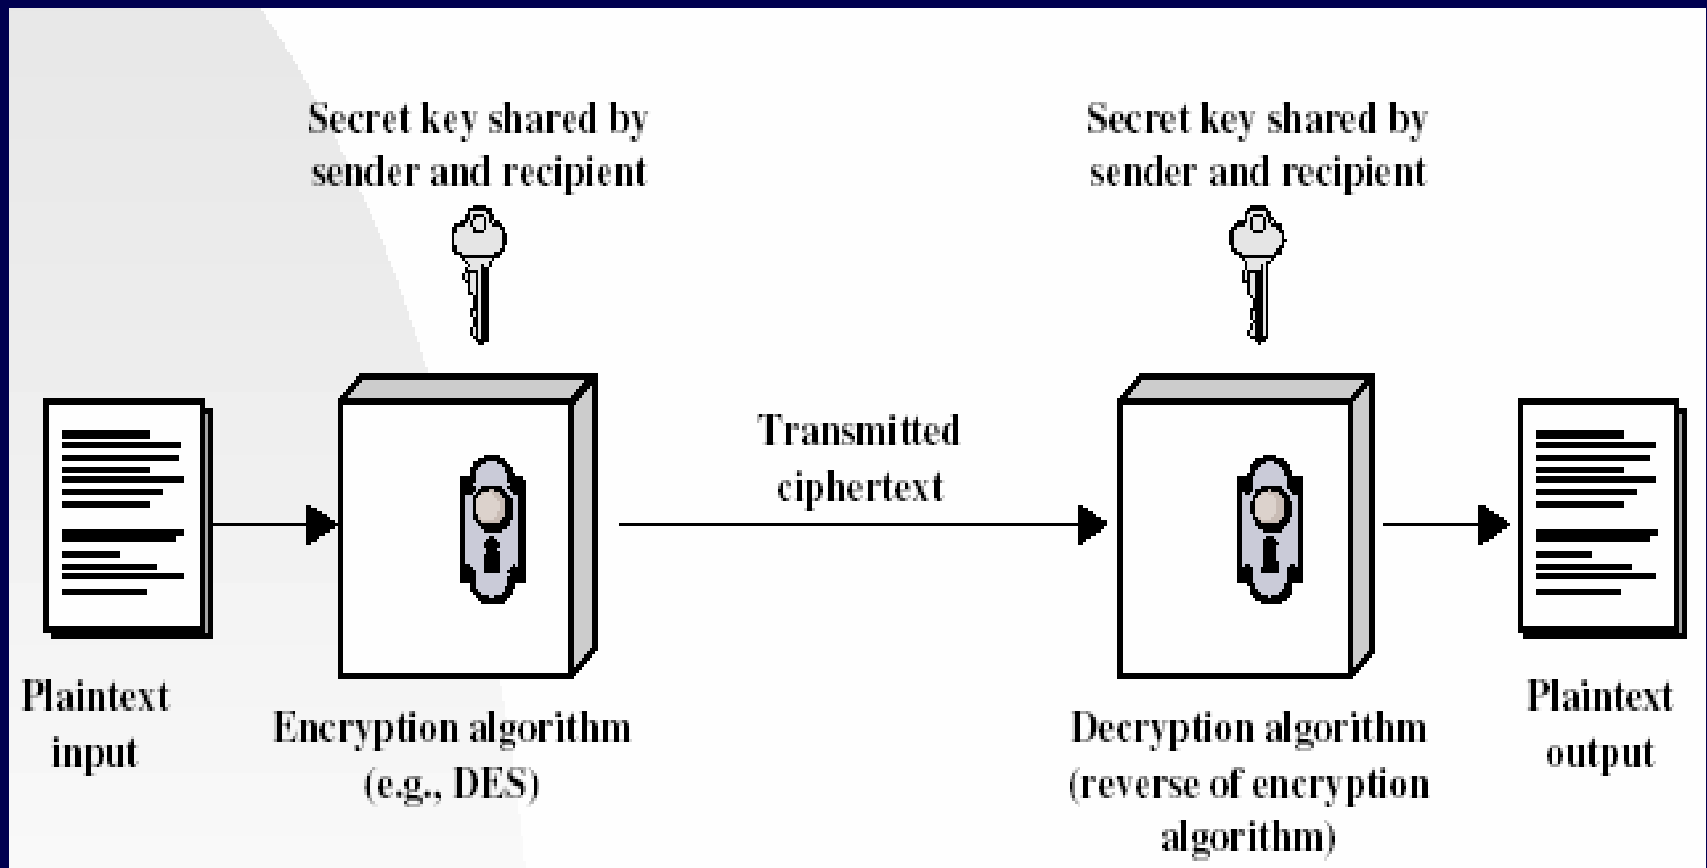 Secret key shared by
sender and recipient
Secret key shared by
sender and recipient
Transmitted
ciphertext
Plaintext
input
Encryption algorithm
(e.g., DES)
Decryption algorithm
(reverse of encryption
algorithm)
Plaintext
output